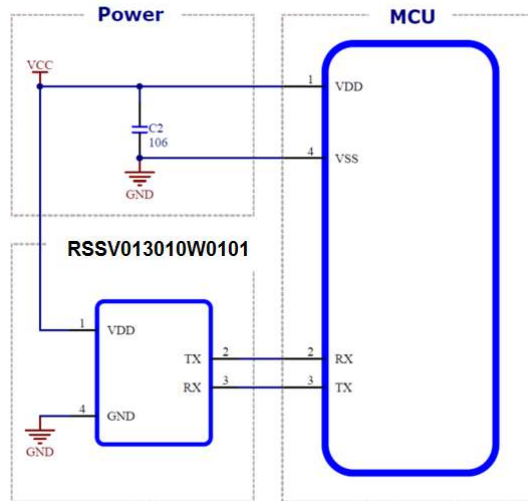 Power
MCU
VCC
1
VDD
C2
106
4
VSS
GND
RSSV013010W0101
1
VDD
TX
2
2
RX
RX
3
3
TX
4
GND
GND